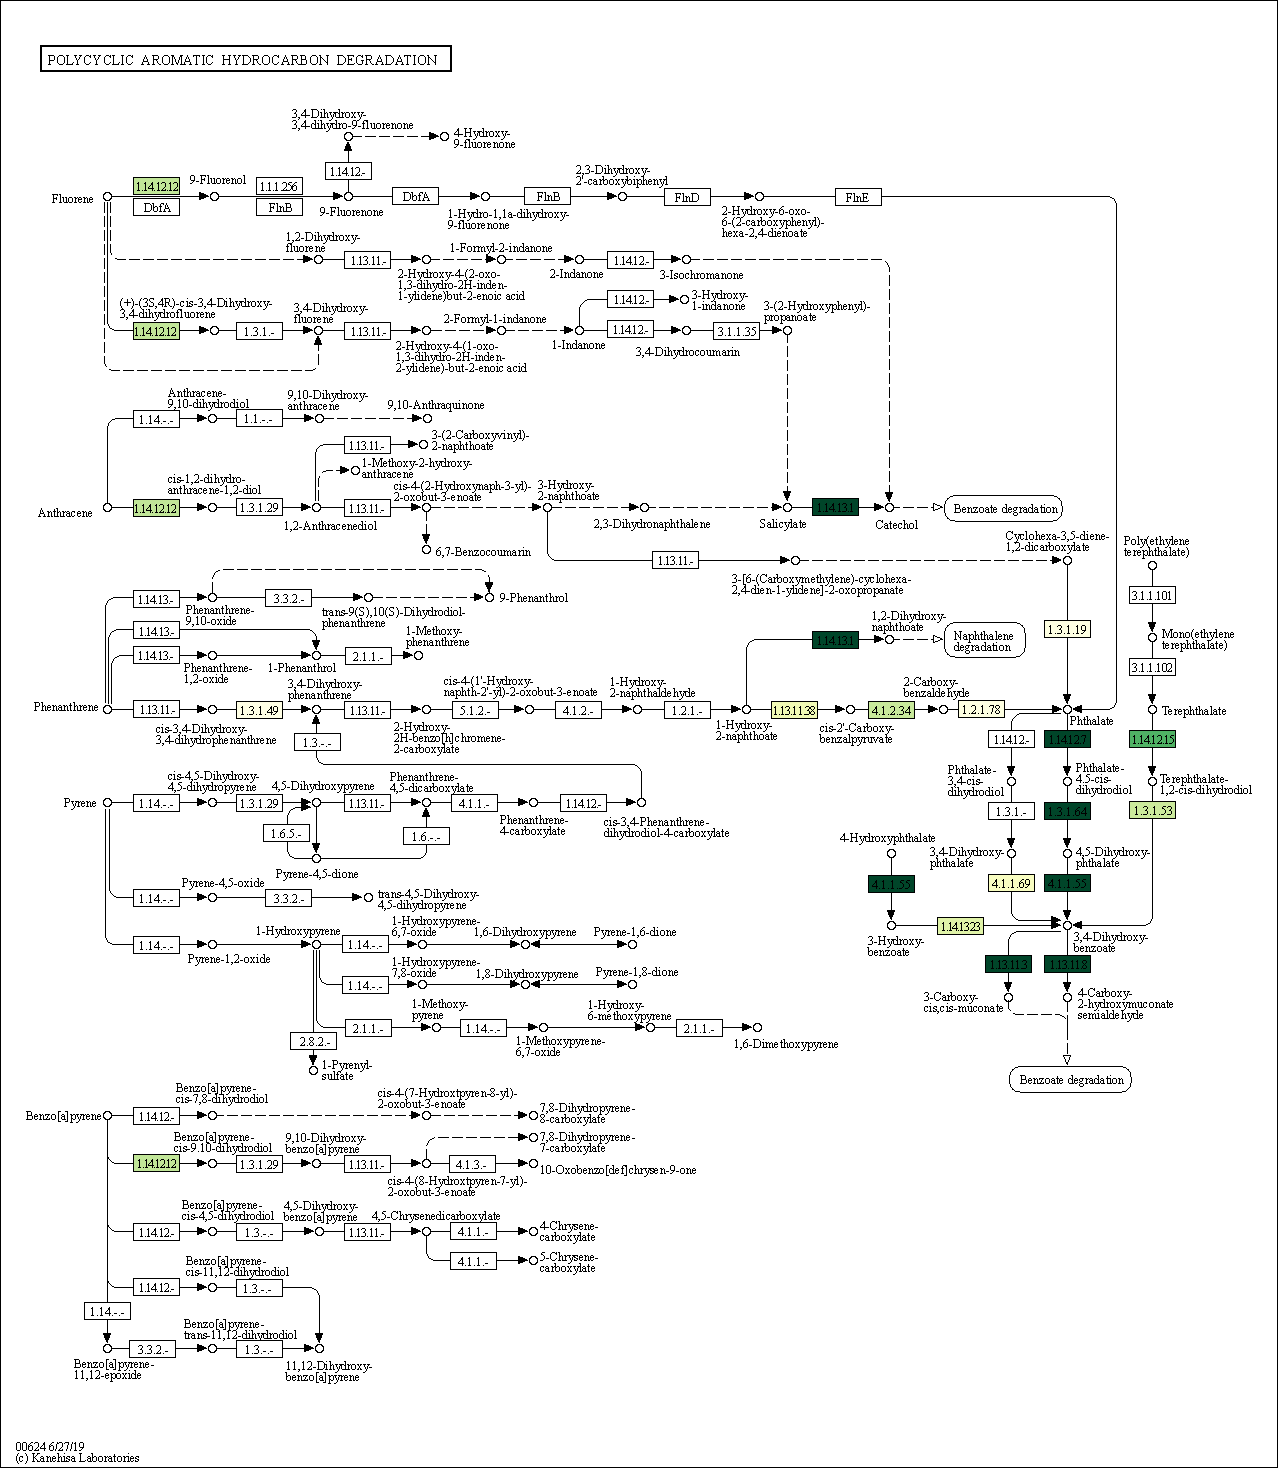 POLYCYCLIC AROMATIC HYDROCARBON DEGRADATION
3,4-Dihydroxy-
3,4-dihydro-9-fluorenone
4-Hydroxy-
9-fluorenone
1.14.12.-
Fluorene
1.14.12.12
DbfA
9-Fluorenol
1.1.1.256
FlnB
9-Fluorenone
DbfA
1-Hydro-1,1a-dihydroxy-
9-fluorenone
FlnB
2,3-Dihydroxy-
2'-carboxybiphenyl
FlnD
2-Hydroxy-6-oxo-
6-(2-carboxyphenyl)-
hexa-2,4-dienoate
FlnE
1,2-Dihydroxy-
fluorene
1.13.11.-
2-Hydroxy-4-(2-oxo-
1,3-dihydro-2H-inden-
1-ylidene)but-2-enoic acid
1-Formyl-2-indanone
2-Indanone
1.14.12.-
3-Isochromanone
(+)-(3S,4R)-cis-3,4-Dihydroxy-
3,4-dihydrofluorene
1.14.12.12
1.3.1.-
3,4-Dihydroxy-
fluorene
1.13.11.-
2-Hydroxy-4-(1-oxo-
1,3-dihydro-2H-inden-
2-ylidene)-but-2-enoic acid
2-Formyl-1-indanone
1-Indanone
1.14.12.-
3-Hydroxy-
1-indanone
1.14.12.-
3,4-Dihydrocoumarin
3.1.1.35
3-(2-Hydroxyphenyl)-
propanoate
Anthracene-
9,10-dihydrodiol
1.14.-.-
1.1.-.-
9,10-Dihydroxy-
anthracene
9,10-Anthraquinone
1.13.11.-
3-(2-Carboxyvinyl)-
2-naphthoate
1-Methoxy-2-hydroxy-
anthracene
Anthracene
1.14.12.12
cis-1,2-dihydro-
anthracene-1,2-diol
1.3.1.29
1,2-Anthracenediol
1.13.11.-
cis-4-(2-Hydroxynaph-3-yl)-
2-oxobut-3-enoate
6,7-Benzocoumarin
3-Hydroxy-
2-naphthoate
2,3-Dihydronaphthalene
Salicylate
1.14.13.1
Catechol
Benzoate degradation
1.13.11.-
3-[6-(Carboxymethylene)-cyclohexa-
2,4-dien-1-ylidene]-2-oxopropanate
Cyclohexa-3,5-diene-
1,2-dicarboxylate
Poly(ethylene
terephthalate)
3.1.1.101
Mono(ethylene
terephthalate)
3.1.1.102
Terephthalate
1.3.1.19
1.14.13.-
Phenanthrene-
9,10-oxide
3.3.2.-
trans-9(S),10(S)-Dihydrodiol-
phenanthrene
9-Phenanthrol
1.14.13.-
1.14.13.-
Phenanthrene-
1,2-oxide
1-Phenanthrol
2.1.1.-
1-Methoxy-
phenanthrene
1.14.13.1
1,2-Dihydroxy-
naphthoate
Naphthalene
degradation
Phenanthrene
1.13.11.-
cis-3,4-Dihydroxy-
3,4-dihydrophenanthrene
1.3.1.49
3,4-Dihydroxy-
phenanthrene
1.13.11.-
2-Hydroxy-
2H-benzo[h]chromene-
2-carboxylate
5.1.2.-
cis-4-(1'-Hydroxy-
naphth-2'-yl)-2-oxobut-3-enoate
4.1.2.-
1-Hydroxy-
2-naphthaldehyde
1.2.1.-
1-Hydroxy-
2-naphthoate
1.13.11.38
cis-2'-Carboxy-
benzalpyruvate
4.1.2.34
2-Carboxy-
benzaldehyde
1.2.1.78
Phthalate
1.3.-.-
1.14.12.-
1.14.12.7
1.14.12.15
Phthalate-
3,4-cis-
dihydrodiol
Phthalate-
4,5-cis-
dihydrodiol
Terephthalate-
1,2-cis-dihydrodiol
1.3.1.-
1.3.1.64
1.3.1.53
Pyrene
1.14.-.-
cis-4,5-Dihydroxy-
4,5-dihydropyrene
1.3.1.29
4,5-Dihydroxypyrene
1.13.11.-
Phenanthrene-
4,5-dicarboxylate
4.1.1.-
Phenanthrene-
4-carboxylate
1.14.12.-
cis-3,4-Phenanthrene-
dihydrodiol-4-carboxylate
1.6.5.-
1.6.-.-
Pyrene-4,5-dione
4-Hydroxyphthalate
3,4-Dihydroxy-
phthalate
4,5-Dihydroxy-
phthalate
4.1.1.55
4.1.1.69
4.1.1.55
1.14.-.-
Pyrene-4,5-oxide
3.3.2.-
trans-4,5-Dihydroxy-
4,5-dihydropyrene
3-Hydroxy-
benzoate
1.14.13.23
3,4-Dihydroxy-
benzoate
1.14.-.-
Pyrene-1,2-oxide
1-Hydroxypyrene
1.14.-.-
1-Hydroxypyrene-
6,7-oxide
1,6-Dihydroxypyrene
Pyrene-1,6-dione
1.14.-.-
1-Hydroxypyrene-
7,8-oxide
1,8-Dihydroxypyrene
Pyrene-1,8-dione
1.13.11.3
1.13.11.8
3-Carboxy-
cis,cis-muconate
4-Carboxy-
2-hydroxymuconate
semialdehyde
2.1.1.-
1-Methoxy-
pyrene
1.14.-.-
1-Methoxypyrene-
6,7-oxide
1-Hydroxy-
6-methoxypyrene
2.1.1.-
1,6-Dimethoxypyrene
2.8.2.-
1-Pyrenyl-
sulfate
Benzoate degradation
Benzo[a]pyrene
1.14.12.-
Benzo[a]pyrene-
cis-7,8-dihydrodiol
cis-4-(7-Hydroxtpyren-8-yl)-
2-oxobut-3-enoate
7,8-Dihydropyrene-
8-carboxylate
7,8-Dihydropyrene-
7-carboxylate
1.14.12.12
Benzo[a]pyrene-
cis-9,10-dihydrodiol
1.3.1.29
9,10-Dihydroxy-
benzo[a]pyrene
1.13.11.-
cis-4-(8-Hydroxtpyren-7-yl)-
2-oxobut-3-enoate
4.1.3.-
10-Oxobenzo[def]chrysen-9-one
1.14.12.-
Benzo[a]pyrene-
cis-4,5-dihydrodiol
1.3.-.-
4,5-Dihydroxy-
benzo[a]pyrene
1.13.11.-
4,5-Chrysenedicarboxylate
4.1.1.-
4-Chrysene-
carboxylate
4.1.1.-
5-Chrysene-
carboxylate
1.14.12.-
Benzo[a]pyrene-
cis-11,12-dihydrodiol
1.3.-.-
1.14.-.-
Benzo[a]pyrene-
11,12-epoxide
3.3.2.-
Benzo[a]pyrene-
trans-11,12-dihydrodiol
1.3.-.-
11,12-Dihydroxy-
benzo[a]pyrene
00624 6/27/19
(c) Kanehisa Laboratories